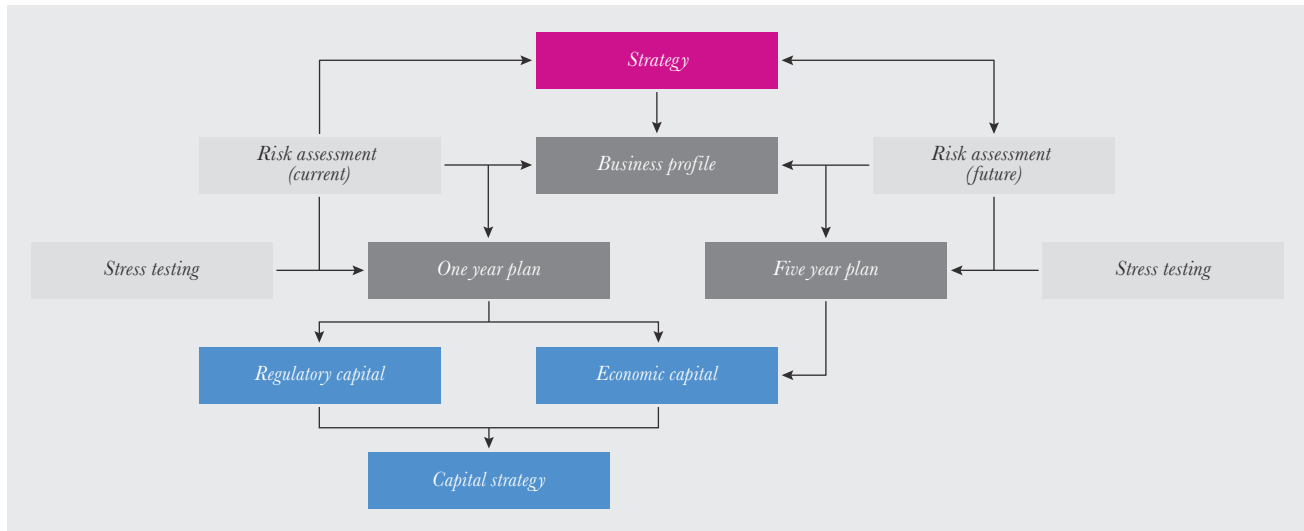 Strategy
Risk assessment
(current)
Business profile
Risk assessment
(future)
Stress testing
One year plan
Five year plan
Stress testing
Regulatory capital
Economic capital
Capital strategy